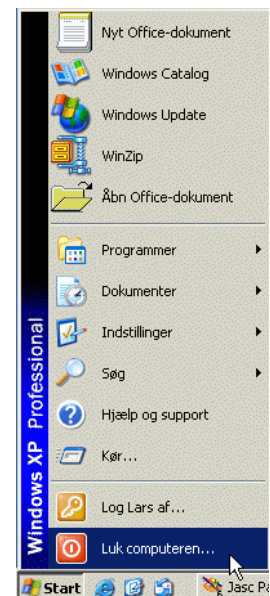 Nyt Office-dokument
Windows Catalog
Windows Update
WinZip
Åbn Office-dokument
Programmer
Dokumenter
Indstillinger
Søg
Hjælp og support
Kør...
Log Lars af...
Luk computeren...
Windows XP Professional
Start
Jasc Pa